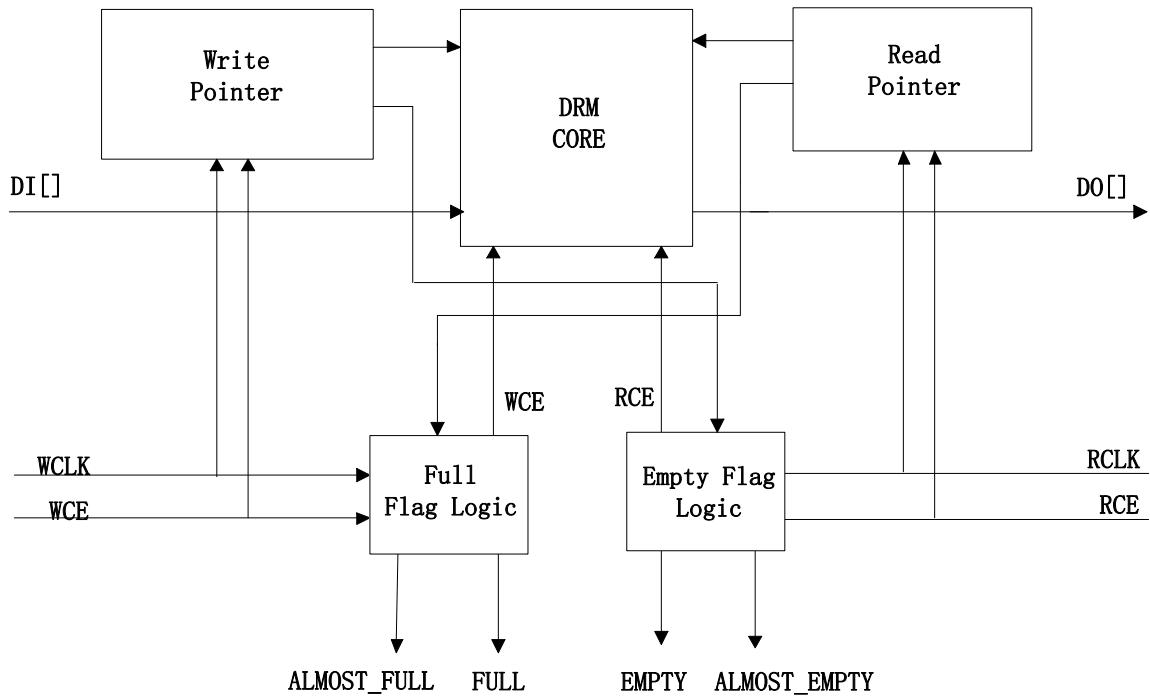 Write
Pointer
DRM
CORE
Read
Pointer
DI[]
DO[]
WCE
RCE
WCLK
WCE
Full
Flag Logic
Empty Flag
Logic
RCLK
RCE
ALMOST_FULL
FULL
EMPTY
ALMOST_EMPTY